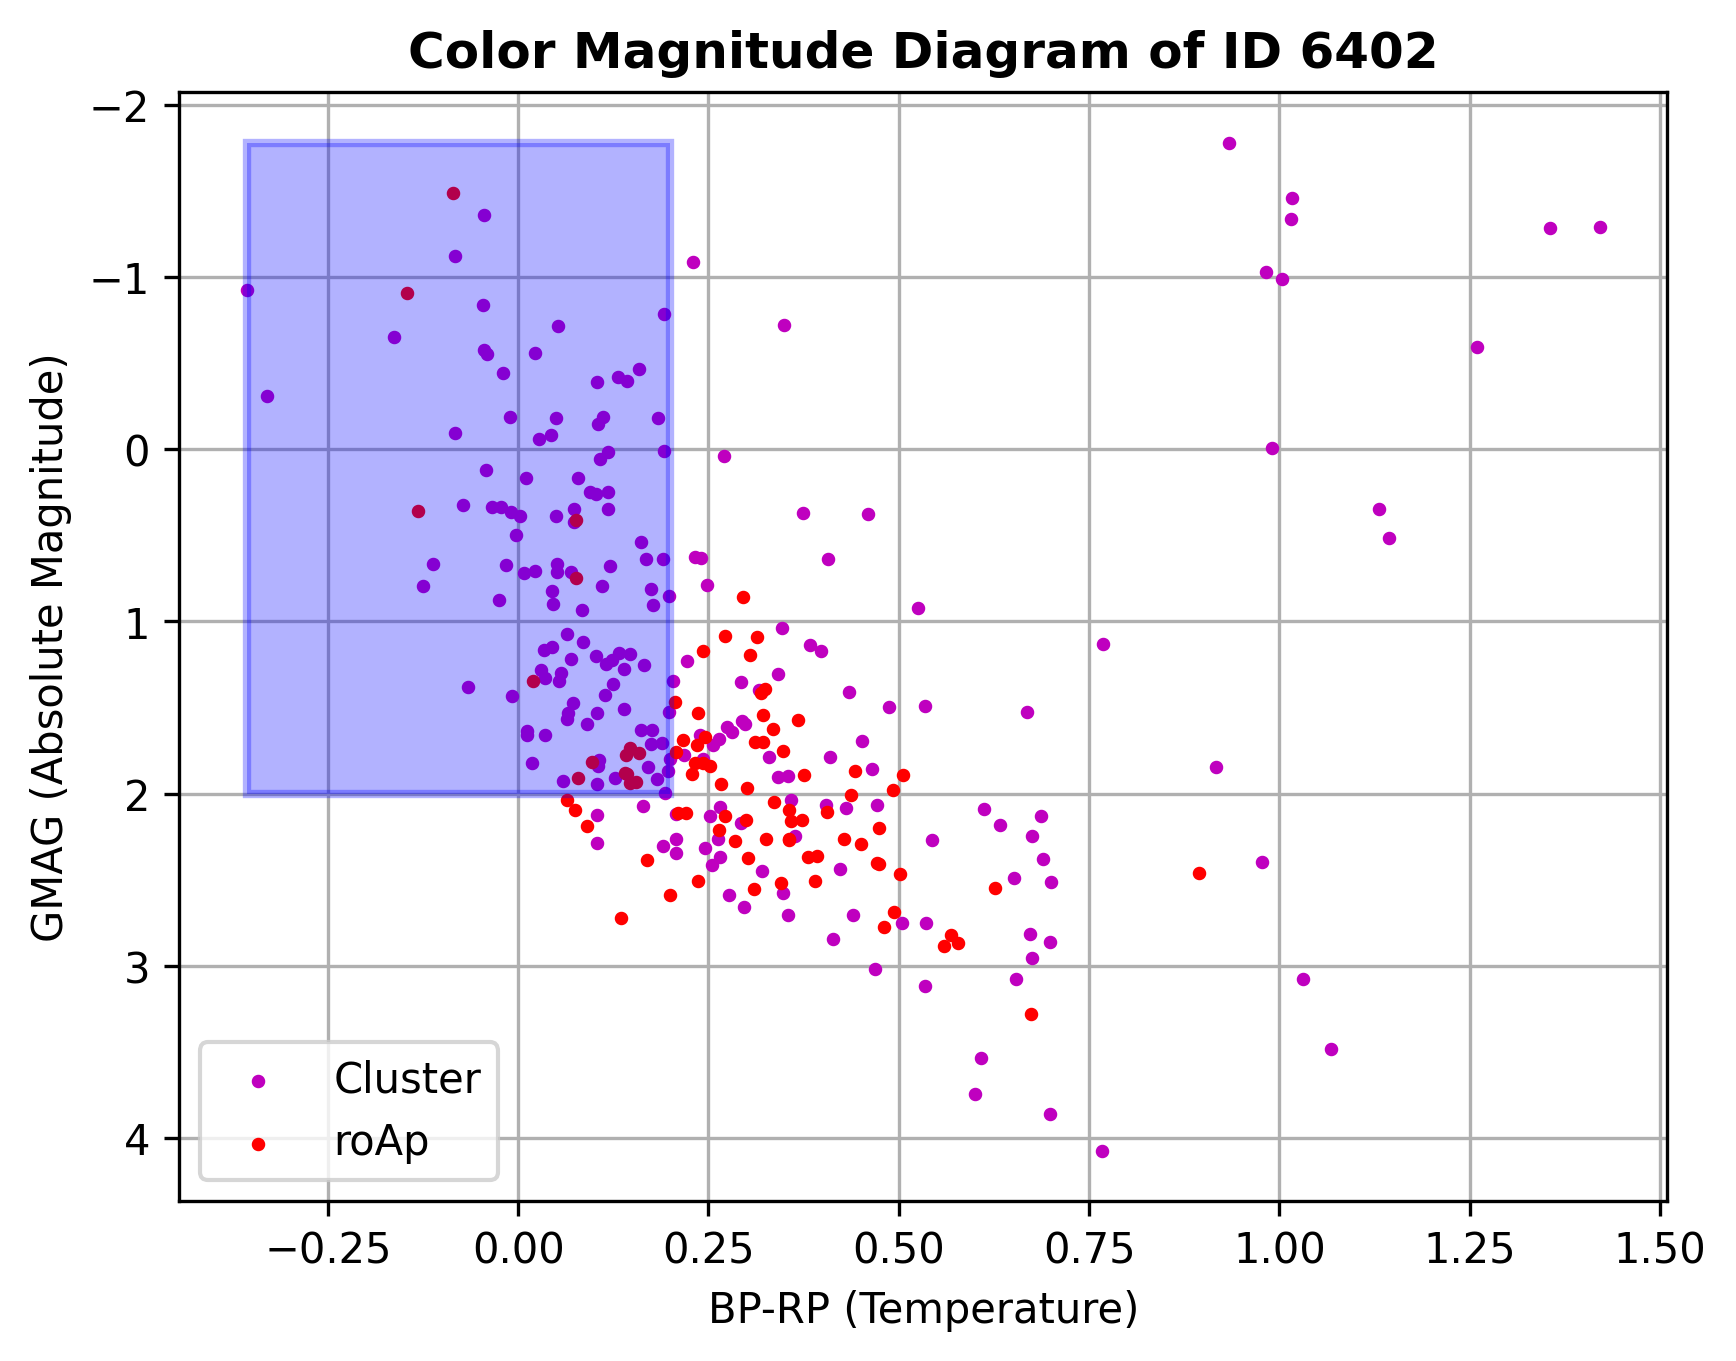 Color Magnitude Diagram of ID 6402
GMAG (Absolute Magnitude)
−2
−1
0
1
2
3
4
Cluster
roAp
−0.25 0.00 0.25 0.50 0.75 1.00 1.25 1.50
BP-RP (Temperature)